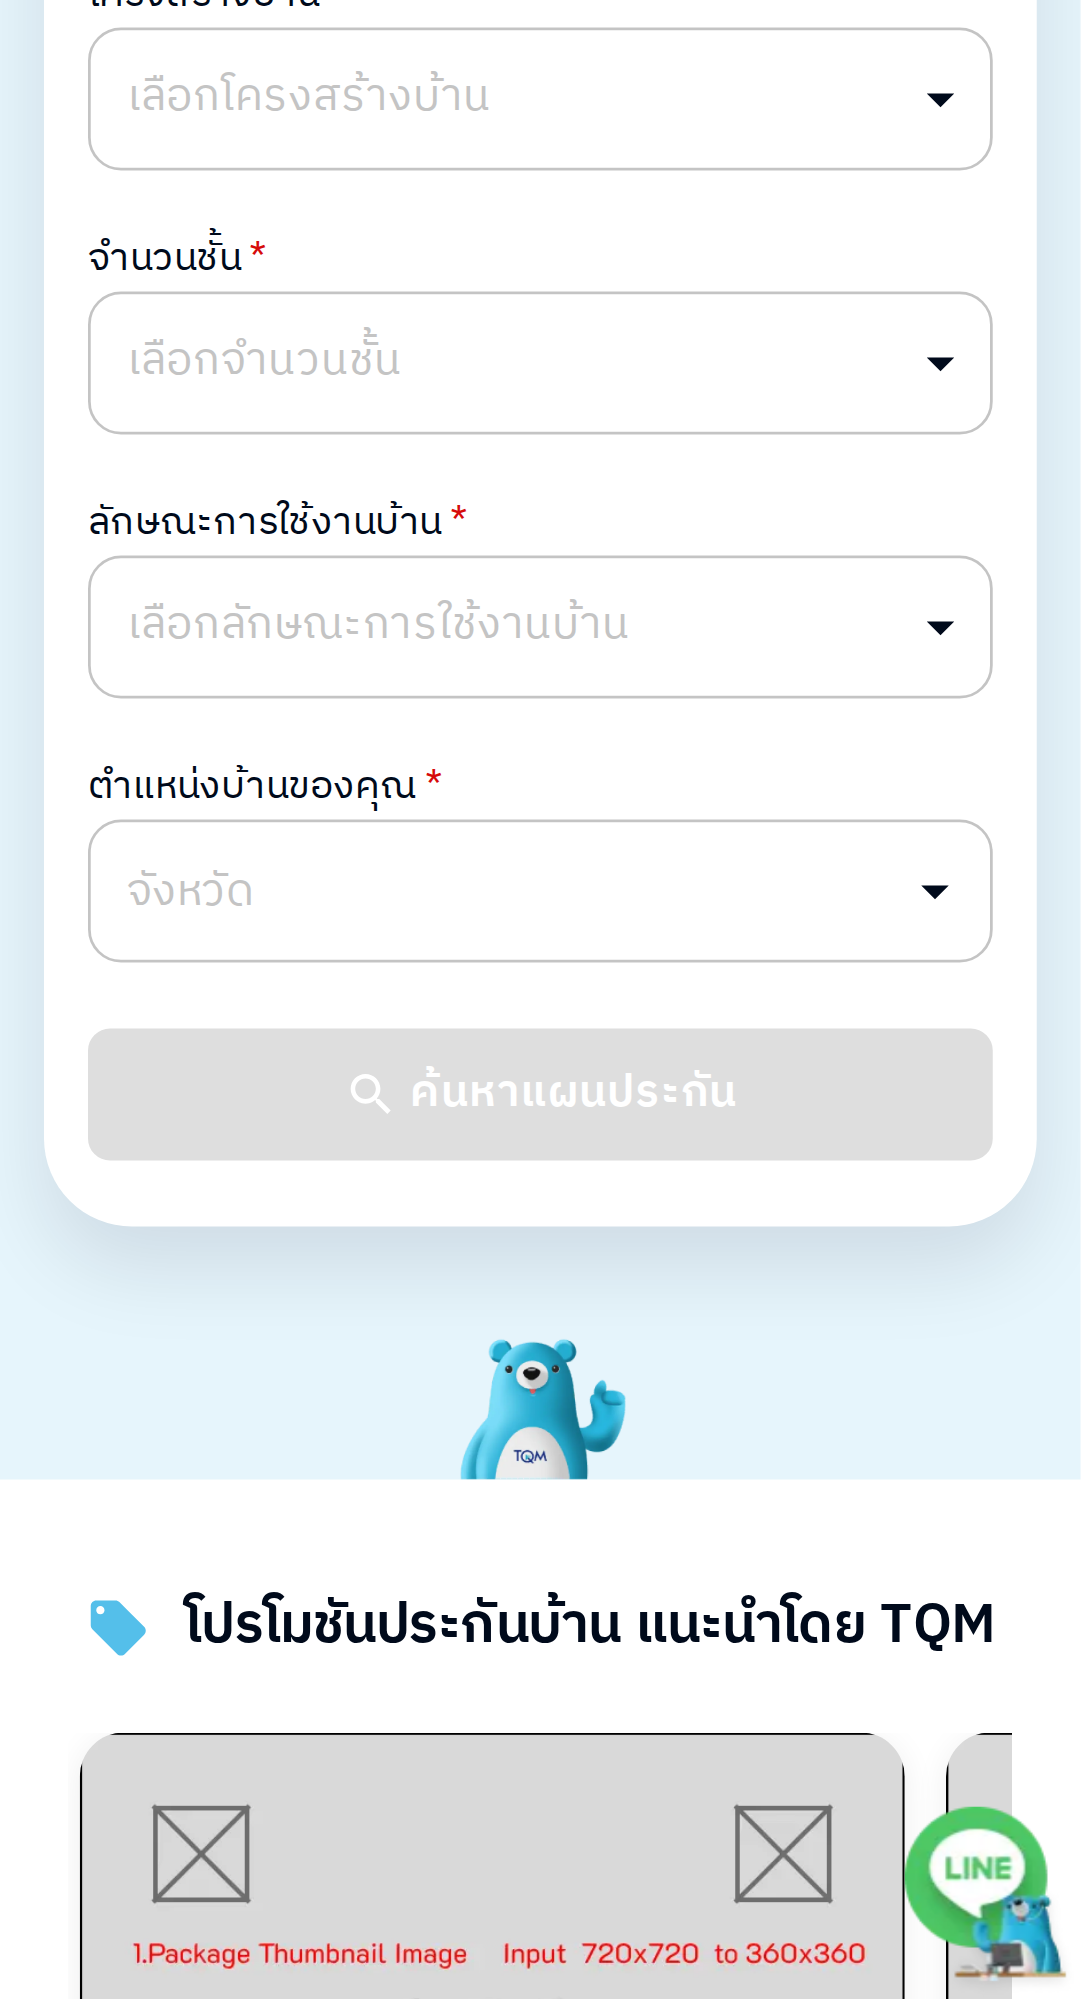 เลือกโครงสร้างบ้าน
จำนวนชั้น *
เลือกจำนวนชั้น
ลักษณะการใช้งานบ้าน *
เลือกลักษณะการใช้งานบ้าน
ตำแหน่งบ้านของคุณ *
จังหวัด
ค้นหาแผนประกัน
TQM
โปรโมชันประกันบ้าน แนะนำโดย TQM
LINE
1.Package Thumbnail Image Input 720x720 to 360x360